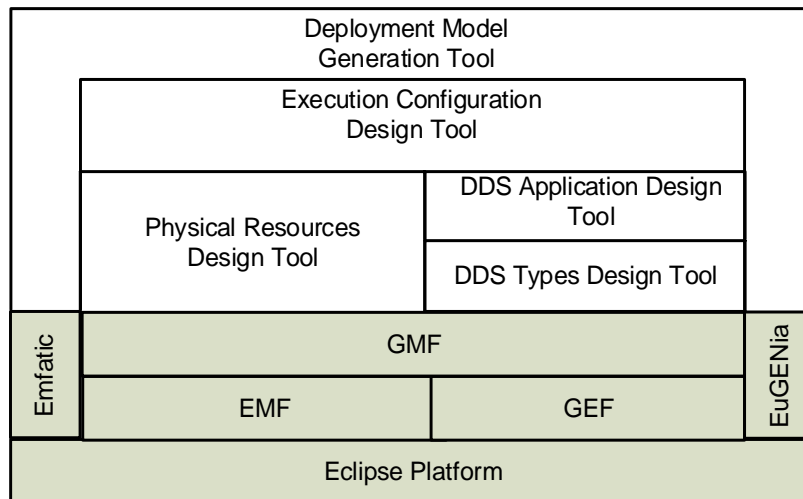 Deployment Model
Generation Tool
Execution Configuration
Design Tool
Physical Resources
Design Tool
DDS Application Design
Tool
DDS Types Design Tool
Emfatic
GMF
EuGENia
EMF
GEF
Eclipse Platform